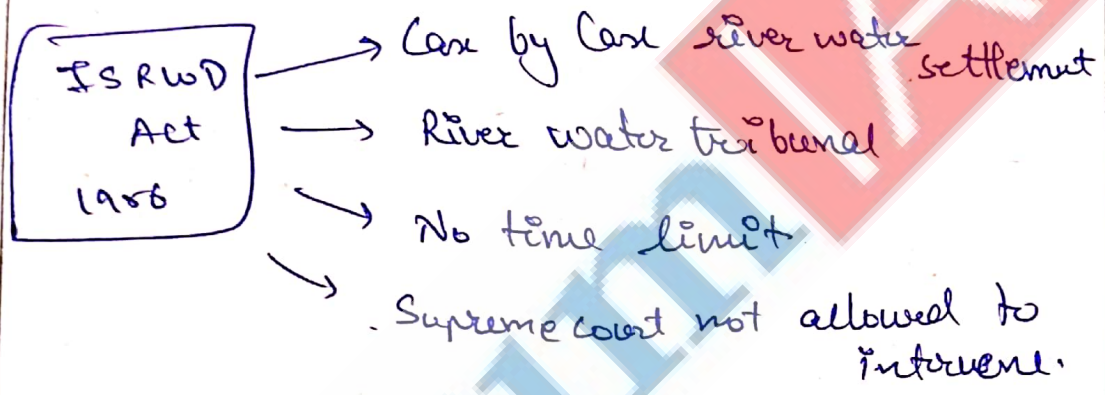 ISRWD
Act
1956
Case by Case river water settlement
River water tribunal
No time limit
. Supreme court not allowed to
intervene.